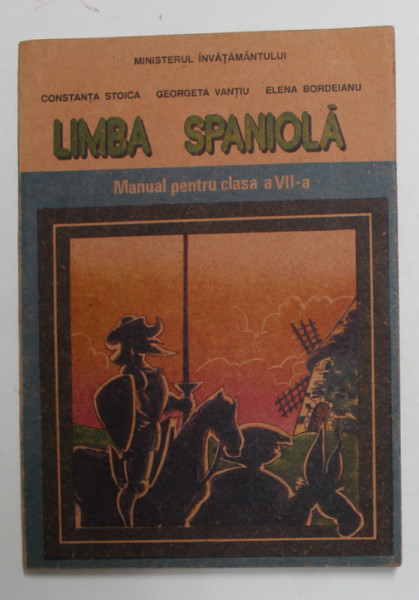 MINISTERUL ÎNVĂȚĂMÂNTULUI
CONSTANȚA STOICA GEORGETA VANȚIU ELENA BORDEIANU
LIMBA SPANIOLĂ
Manual pentru clasa a VII-a